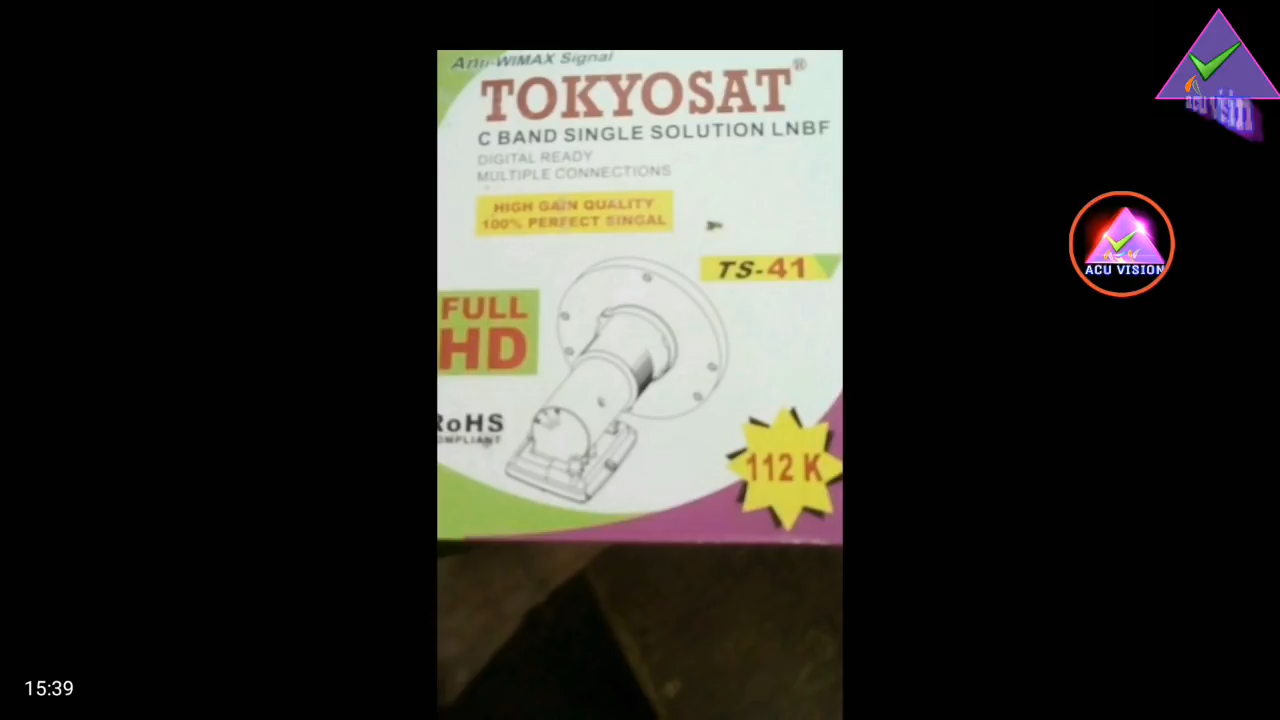 Anti-WIMAX Signal
TOKYOSAT®
C BAND SINGLE SOLUTION LNBF
DIGITAL READY
MULTIPLE CONNECTIONS
HIGH GAIN QUALITY
100% PERFECT SINGAL
TS-41
FULL
HD
RoHS
COMPLIANT
112 K
ACU VISION
15:39